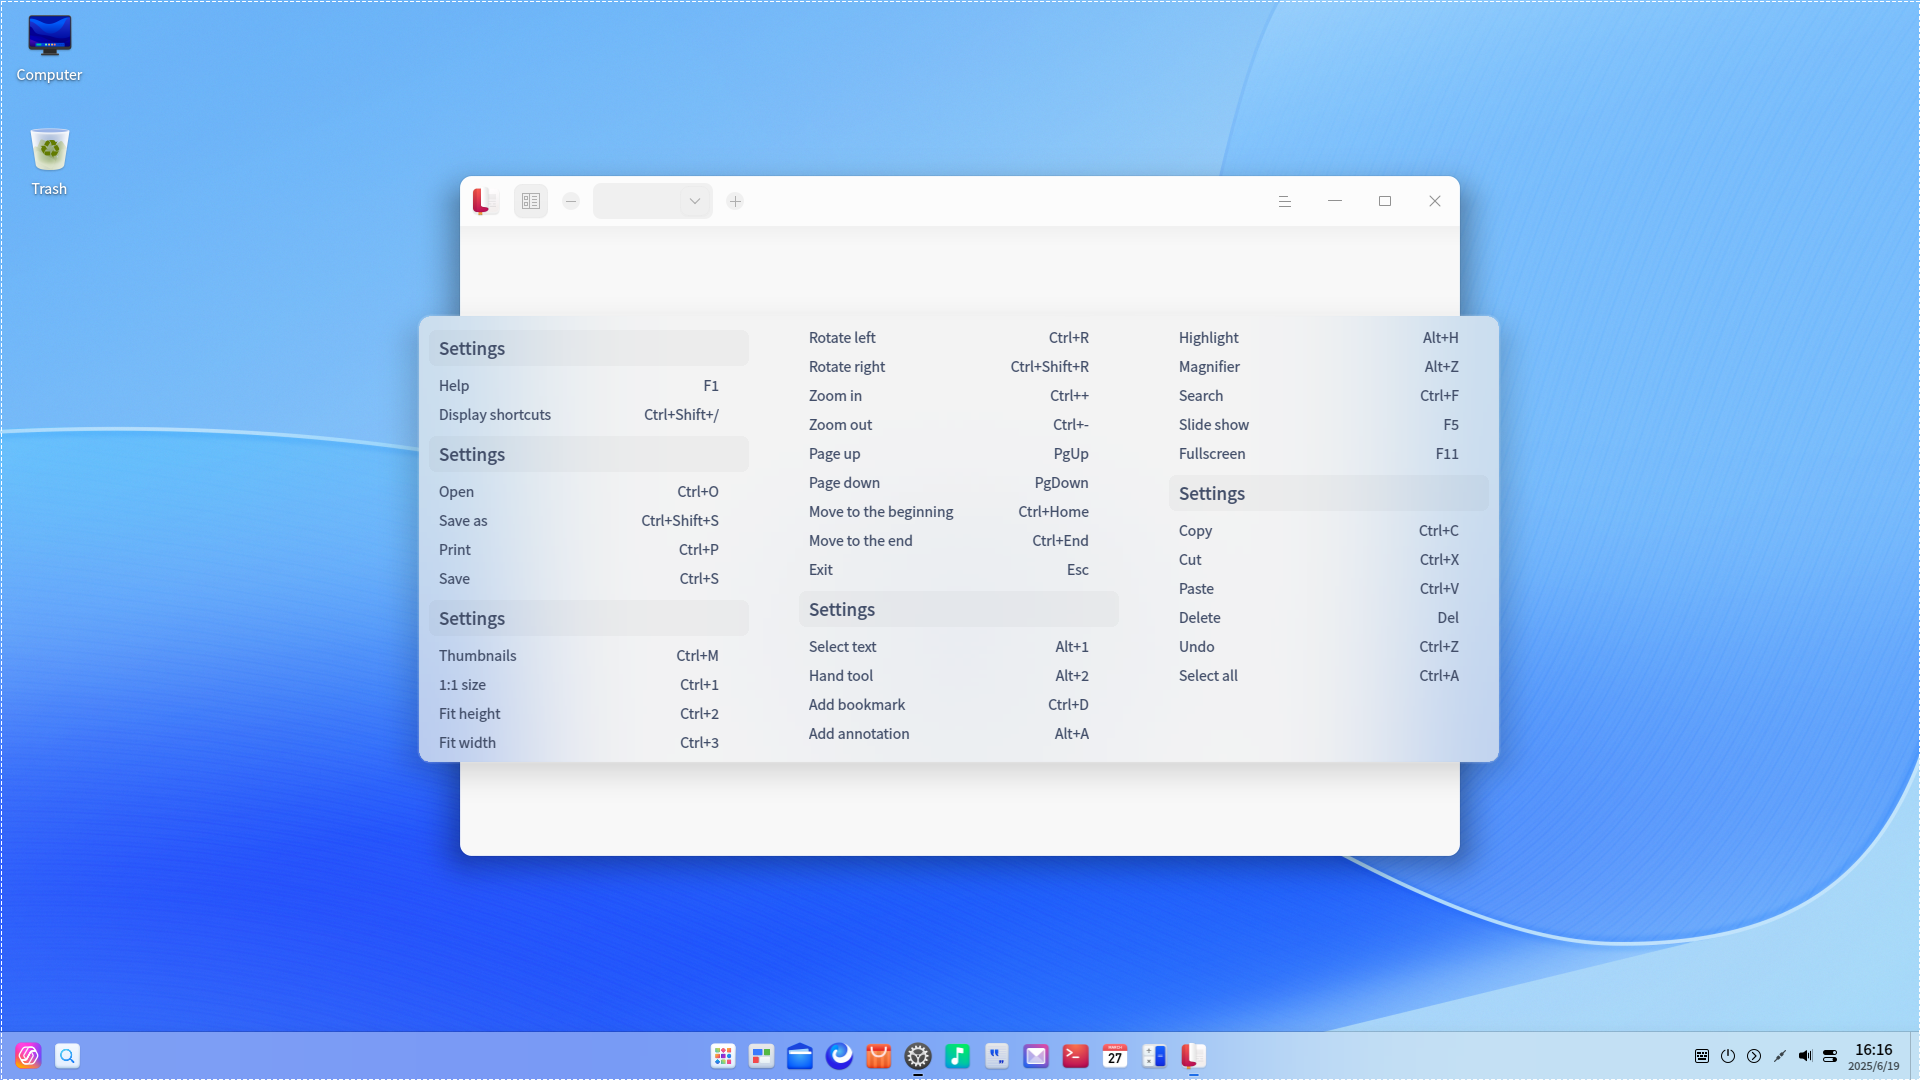 Computer
Trash
Settings
Help F1
Display shortcuts Ctrl+Shift+/
Settings
Open Ctrl+O
Save as Ctrl+Shift+S
Print Ctrl+P
Save Ctrl+S
Settings
Thumbnails Ctrl+M
1:1 size Ctrl+1
Fit height Ctrl+2
Fit width Ctrl+3
Rotate left Ctrl+R
Rotate right Ctrl+Shift+R
Zoom in Ctrl++
Zoom out Ctrl+-
Page up PgUp
Page down PgDown
Move to the beginning Ctrl+Home
Move to the end Ctrl+End
Exit Esc
Settings
Select text Alt+1
Hand tool Alt+2
Add bookmark Ctrl+D
Add annotation Alt+A
Highlight Alt+H
Magnifier Alt+Z
Search Ctrl+F
Slide show F5
Fullscreen F11
Settings
Copy Ctrl+C
Cut Ctrl+X
Paste Ctrl+V
Delete Del
Undo Ctrl+Z
Select all Ctrl+A
MARCH
27
16:16
2025/6/19